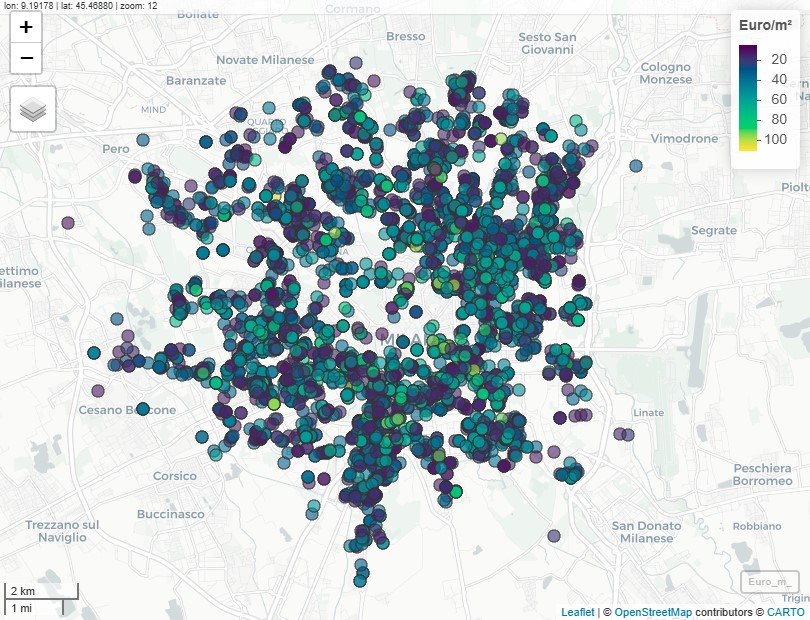 lon: 9.19178 | lat: 45.46880 | zoom: 12
+
−
Bollate
Cormano
Bresso
Sesto San
Giovanni
Novate Milanese
Baranzate
Cologno
Monzese
MIND
QUARTO
Pero
Vimodrone
Euro/m²
20
40
60
80
100
Segrate
Cesano Boscone
Linate
Corsico
Peschiera
Borromeo
Buccinasco
Trezzano sul
Naviglio
San Donato
Milanese
Robbiano
Euro_m_
2 km
1 mi
Leaflet | © OpenStreetMap contributors © CARTO